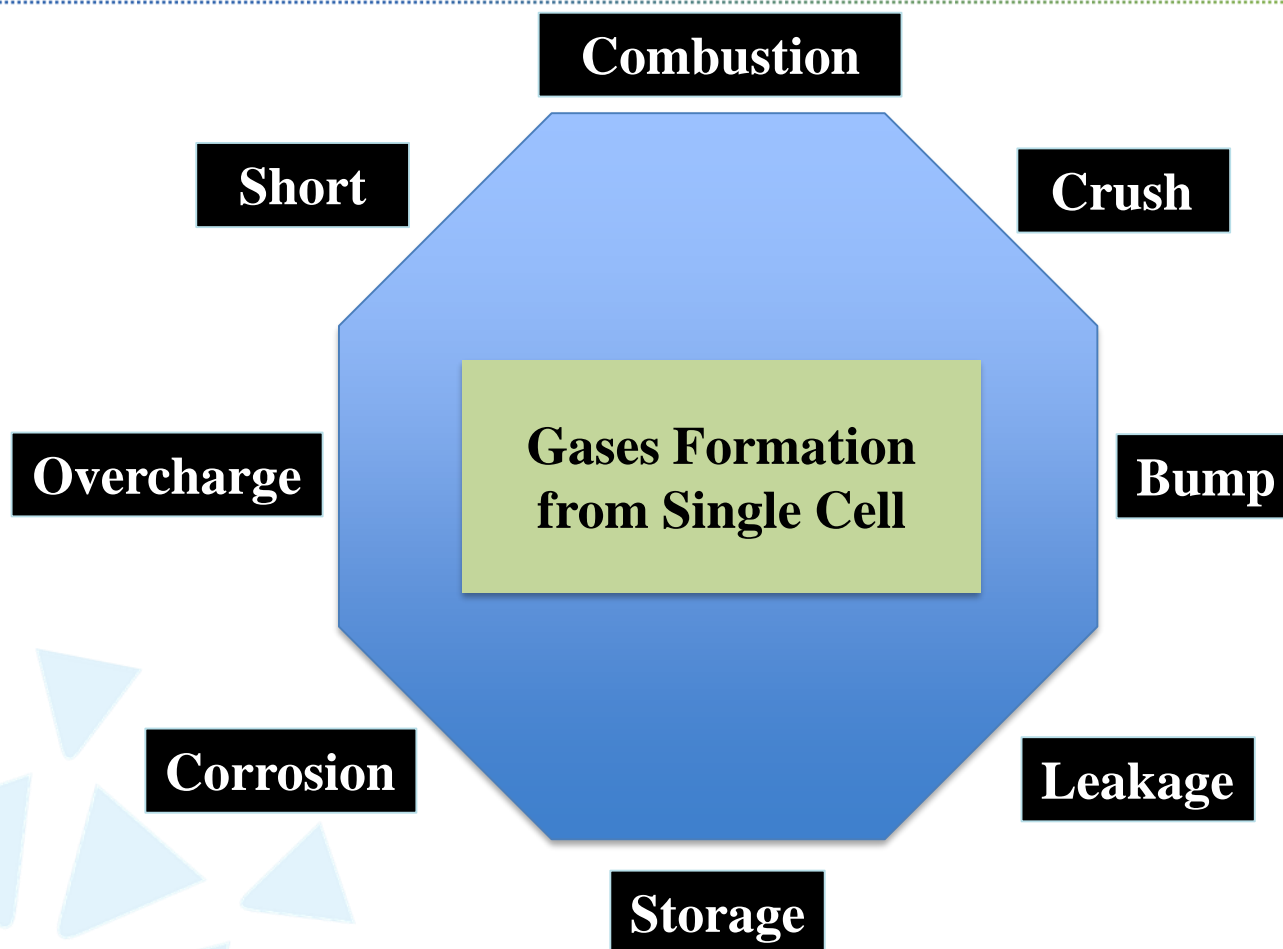 Combustion
Short
Crush
Gases Formation
from Single Cell
Overcharge
Bump
Corrosion
Leakage
Storage